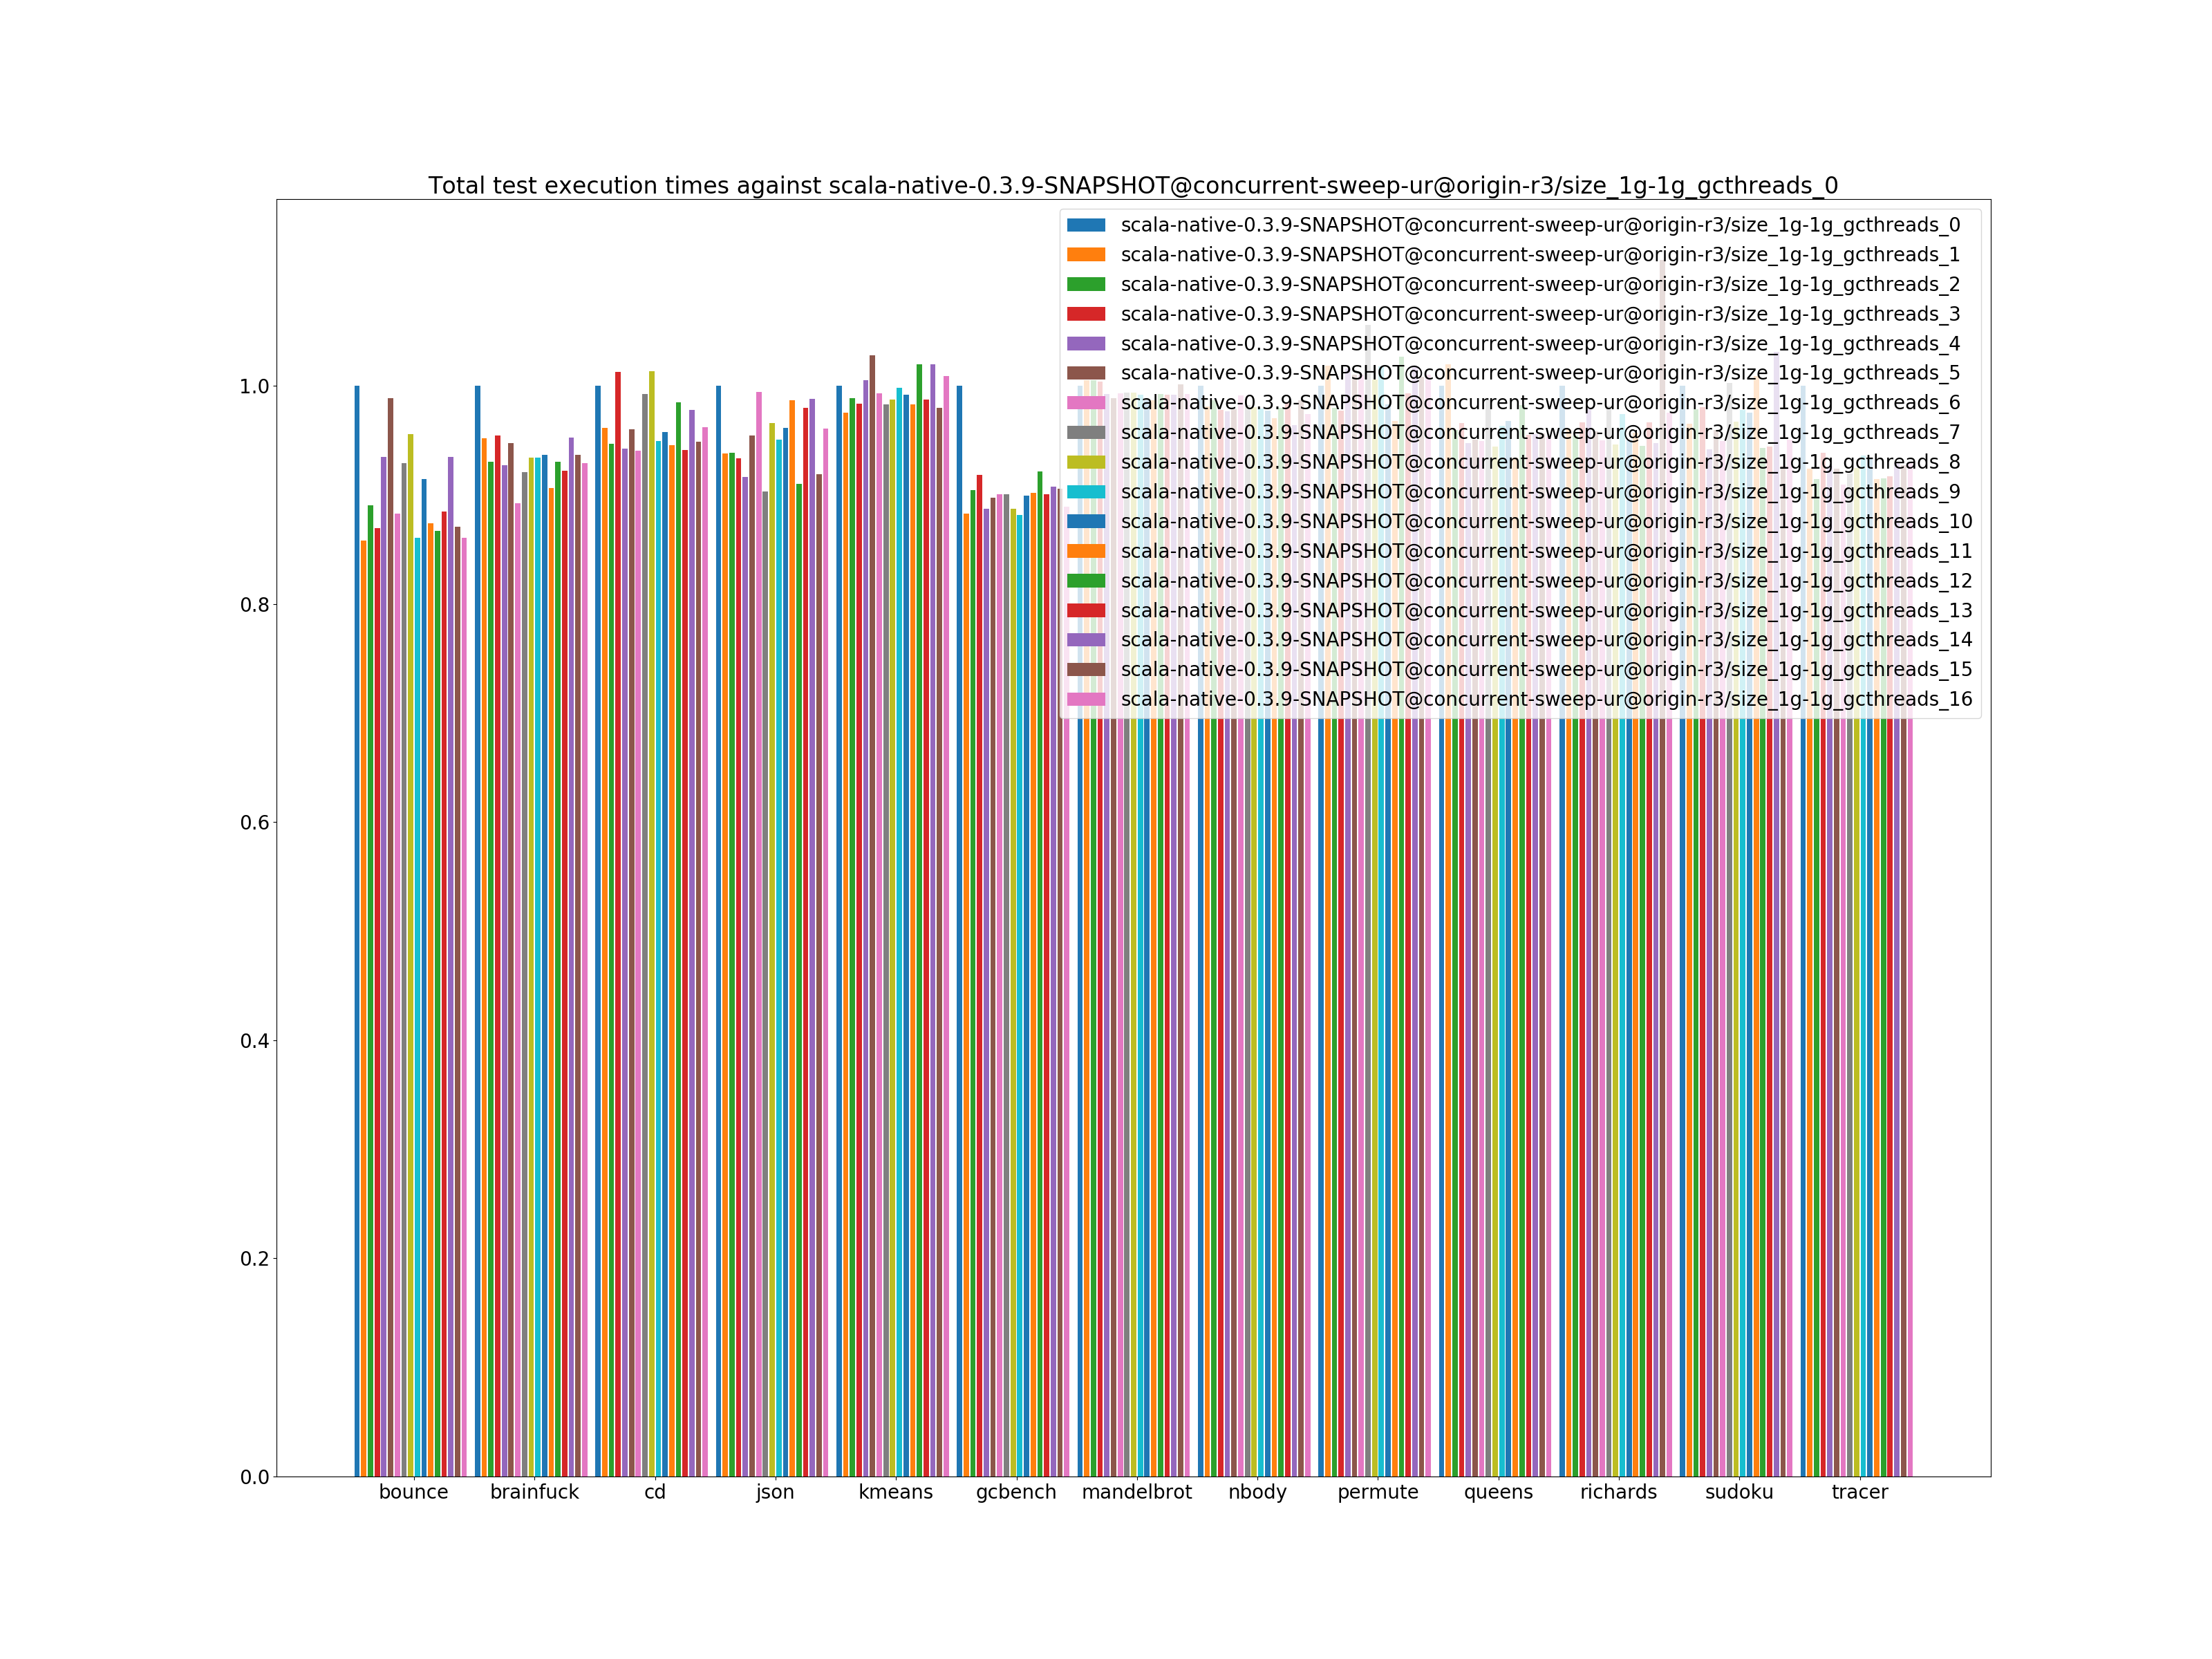 Total test execution times against scala-native-0.3.9-SNAPSHOT@concurrent-sweep-ur@origin-r3/size_1g-1g_gcthreads_0
scala-native-0.3.9-SNAPSHOT@concurrent-sweep-ur@origin-r3/size_1g-1g_gcthreads_0
scala-native-0.3.9-SNAPSHOT@concurrent-sweep-ur@origin-r3/size_1g-1g_gcthreads_1
scala-native-0.3.9-SNAPSHOT@concurrent-sweep-ur@origin-r3/size_1g-1g_gcthreads_2
scala-native-0.3.9-SNAPSHOT@concurrent-sweep-ur@origin-r3/size_1g-1g_gcthreads_3
scala-native-0.3.9-SNAPSHOT@concurrent-sweep-ur@origin-r3/size_1g-1g_gcthreads_4
scala-native-0.3.9-SNAPSHOT@concurrent-sweep-ur@origin-r3/size_1g-1g_gcthreads_5
scala-native-0.3.9-SNAPSHOT@concurrent-sweep-ur@origin-r3/size_1g-1g_gcthreads_6
scala-native-0.3.9-SNAPSHOT@concurrent-sweep-ur@origin-r3/size_1g-1g_gcthreads_7
scala-native-0.3.9-SNAPSHOT@concurrent-sweep-ur@origin-r3/size_1g-1g_gcthreads_8
scala-native-0.3.9-SNAPSHOT@concurrent-sweep-ur@origin-r3/size_1g-1g_gcthreads_9
scala-native-0.3.9-SNAPSHOT@concurrent-sweep-ur@origin-r3/size_1g-1g_gcthreads_10
scala-native-0.3.9-SNAPSHOT@concurrent-sweep-ur@origin-r3/size_1g-1g_gcthreads_11
scala-native-0.3.9-SNAPSHOT@concurrent-sweep-ur@origin-r3/size_1g-1g_gcthreads_12
scala-native-0.3.9-SNAPSHOT@concurrent-sweep-ur@origin-r3/size_1g-1g_gcthreads_13
scala-native-0.3.9-SNAPSHOT@concurrent-sweep-ur@origin-r3/size_1g-1g_gcthreads_14
scala-native-0.3.9-SNAPSHOT@concurrent-sweep-ur@origin-r3/size_1g-1g_gcthreads_15
scala-native-0.3.9-SNAPSHOT@concurrent-sweep-ur@origin-r3/size_1g-1g_gcthreads_16
1.0
0.8
0.6
0.4
0.2
0.0
bounce brainfuck cd json kmeans gcbench mandelbrot nbody permute queens richards sudoku tracer